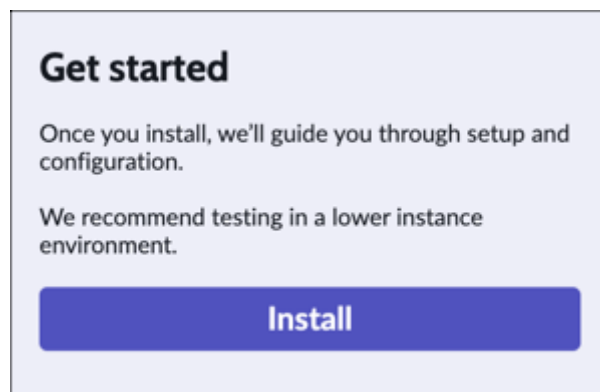 Get started
Once you install, we'll guide you through setup and
configuration.
We recommend testing in a lower instance
environment.
Install